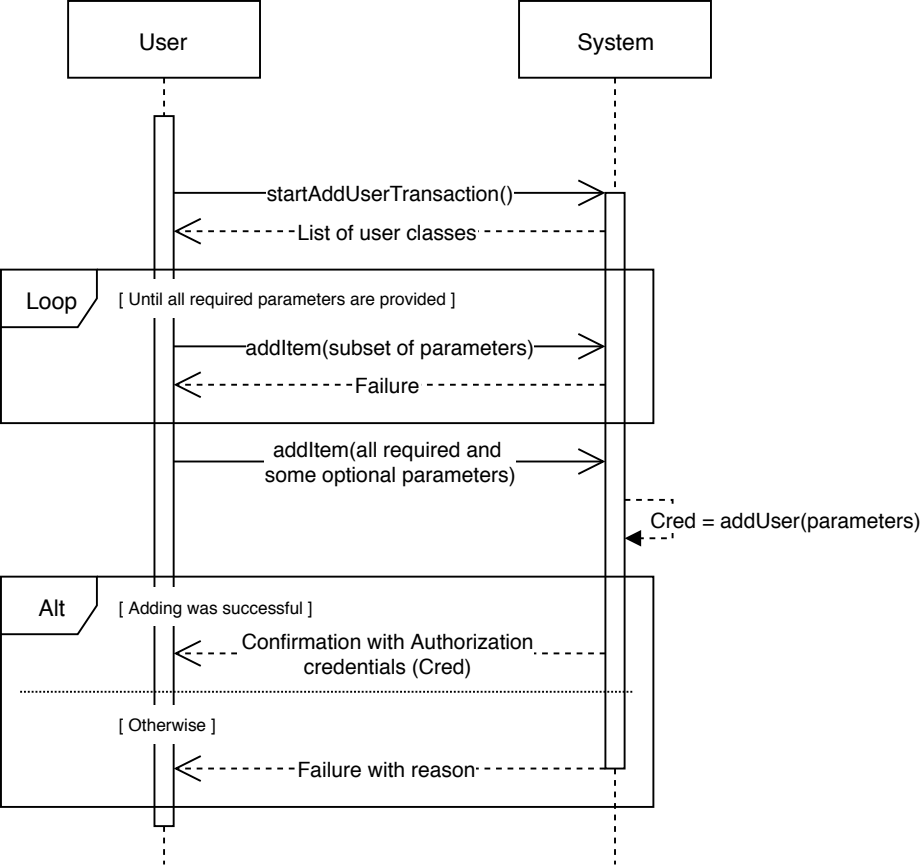 User
System
startAddUserTransaction()
List of user classes
Loop
[ Until all required parameters are provided ]
addItem(subset of parameters)
Failure
addItem(all required and
some optional parameters)
Cred = addUser(parameters)
Alt
[ Adding was successful ]
Confirmation with Authorization
credentials (Cred)
[ Otherwise ]
Failure with reason